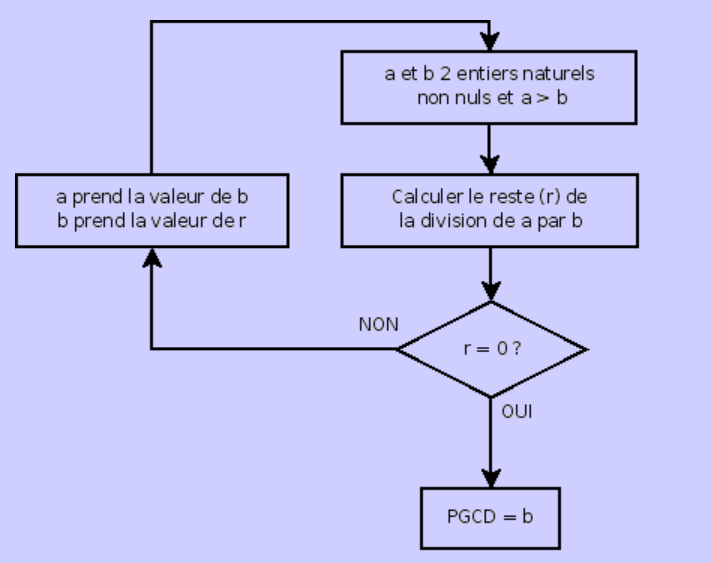 a et b 2 entiers naturels
non nuls et a > b
a prend la valeur de b
b prend la valeur de r
Calculer le reste (r) de
la division de a par b
NON
r = 0 ?
OUI
PGCD = b